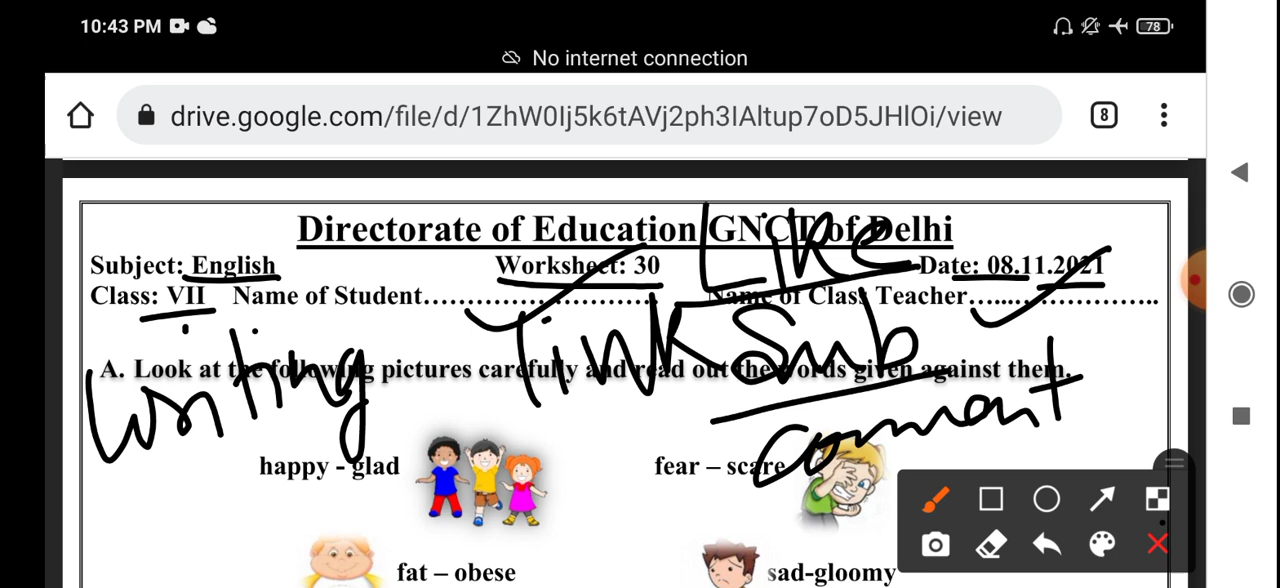 10:43 PM 78
No internet connection
drive.google.com/file/d/1ZhW0Ij5k6tAVj2ph3IAltup7oD5JHlOi/view 8
Directorate of Education GNCT of Delhi
Like
Subject: English Worksheet: 30 Date: 08.11.2021
Class: VII Name of Student………………………. Name of Class Teacher…...……………..
writing Tink Sub
A. Look at the following pictures carefully and read out the words given against them.
comment
happy - glad fear – scare
fat – obese sad-gloomy